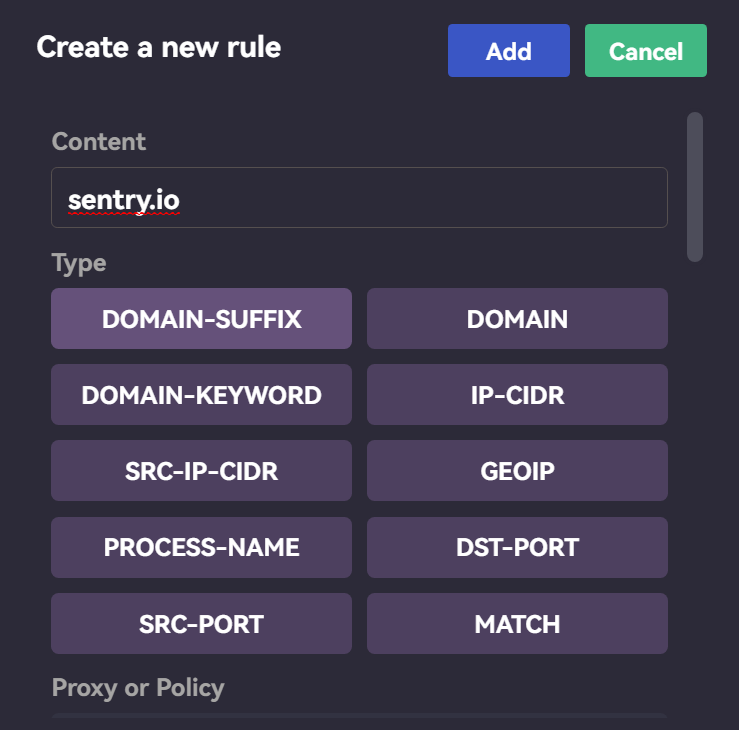 Create a new rule
Add
Cancel
Content
sentry.io
Type
DOMAIN-SUFFIX
DOMAIN
DOMAIN-KEYWORD
IP-CIDR
SRC-IP-CIDR
GEOIP
PROCESS-NAME
DST-PORT
SRC-PORT
MATCH
Proxy or Policy